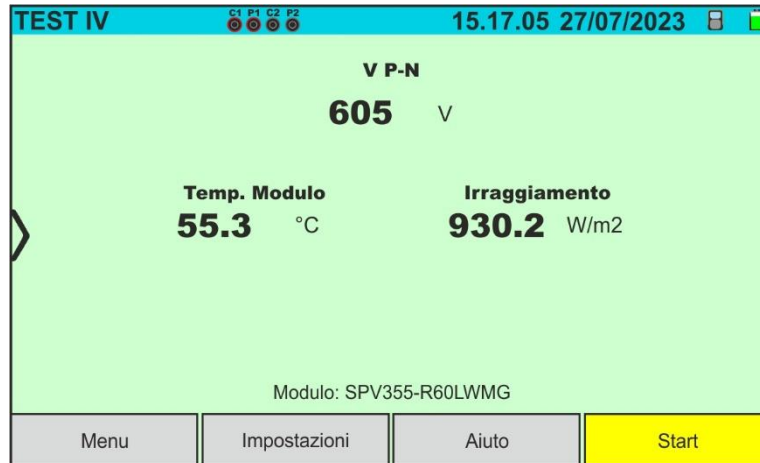 TEST IV C1 P1 C2 P2 15.17.05 27/07/2023
V P-N
605 V
Temp. Modulo Irraggiamento
55.3 °C 930.2 W/m2
Modulo: SPV355-R60LWMG
Menu Impostazioni Aiuto Start